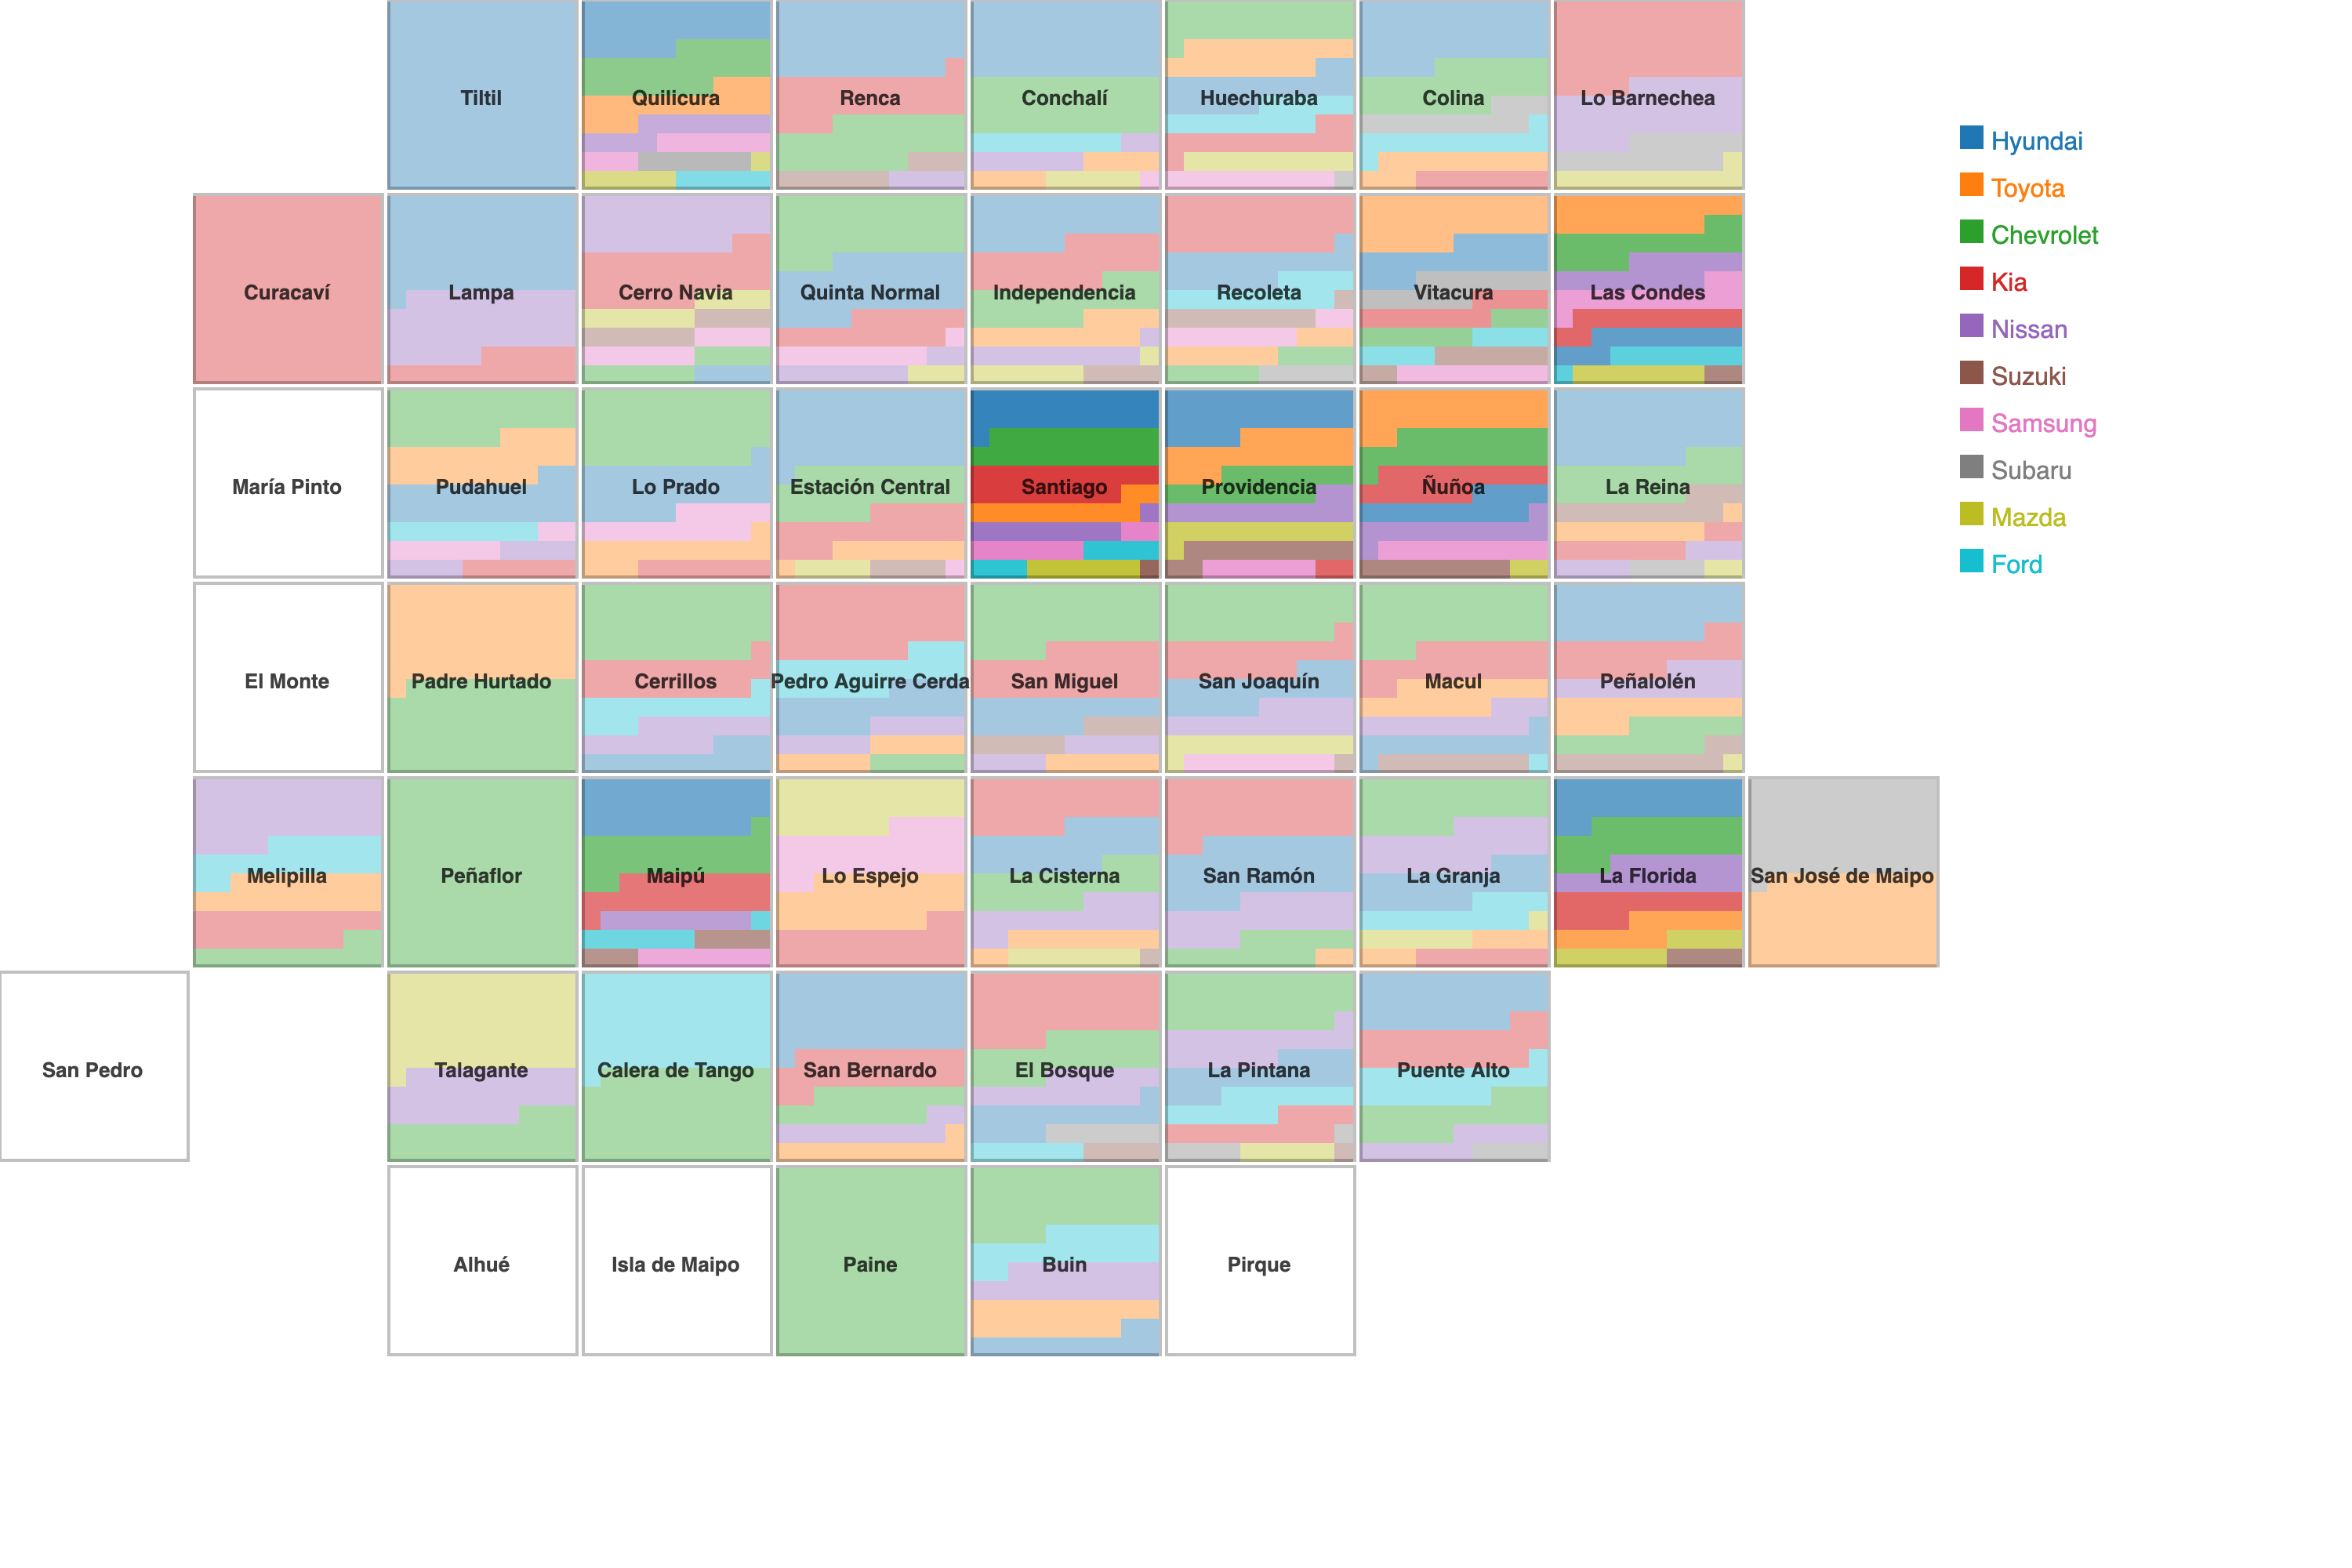 Tiltil
Quilicura
Renca
Conchalí
Huechuraba
Colina
Lo Barnechea
Curacaví
Lampa
Cerro Navia
Quinta Normal
Independencia
Recoleta
Vitacura
Las Condes
María Pinto
Pudahuel
Lo Prado
Estación Central
Santiago
Providencia
Ñuñoa
La Reina
El Monte
Padre Hurtado
Cerrillos
Pedro Aguirre Cerda
San Miguel
San Joaquín
Macul
Peñalolén
Melipilla
Peñaflor
Maipú
Lo Espejo
La Cisterna
San Ramón
La Granja
La Florida
San José de Maipo
San Pedro
Talagante
Calera de Tango
San Bernardo
El Bosque
La Pintana
Puente Alto
Alhué
Isla de Maipo
Paine
Buin
Pirque
Hyundai
Toyota
Chevrolet
Kia
Nissan
Suzuki
Samsung
Subaru
Mazda
Ford